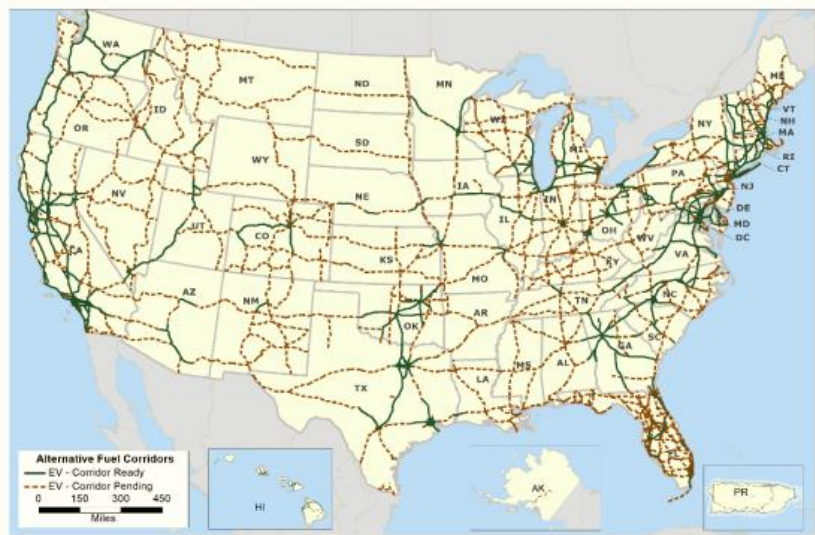 WA
MT
ND
MN
ME
VT
NH
MA
OR
ID
SD
WI
MI
NY
RI
CT
WY
NV
NE
IA
PA
NJ
UT
CO
IL
IN
OH
WV
DE
MD
DC
CA
KS
MO
KY
VA
AZ
NM
OK
AR
TN
NC
SC
TX
LA
MS
AL
GA
FL
Alternative Fuel Corridors
EV - Corridor Ready
EV - Corridor Pending
0 150 300 450
Miles
HI
AK
PR